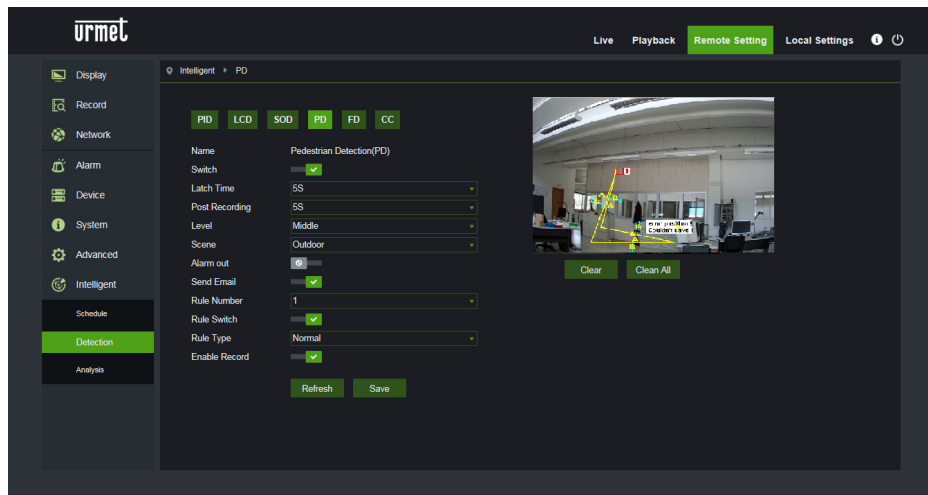 urmet
Live Playback Remote Setting Local Settings
Display
Record
Network
Alarm
Device
System
Advanced
Intelligent
Schedule
Detection
Analysis
Intelligent PD
PID LCD SOD PD FD CC
Name Pedestrian Detection(PD)
Switch
Latch Time 5S
Post Recording 5S
Level Middle
Scene Outdoor
Alarm out
Send Email
Rule Number 1
Rule Switch
Rule Type Normal
Enable Record
Refresh Save
Clear Clean All